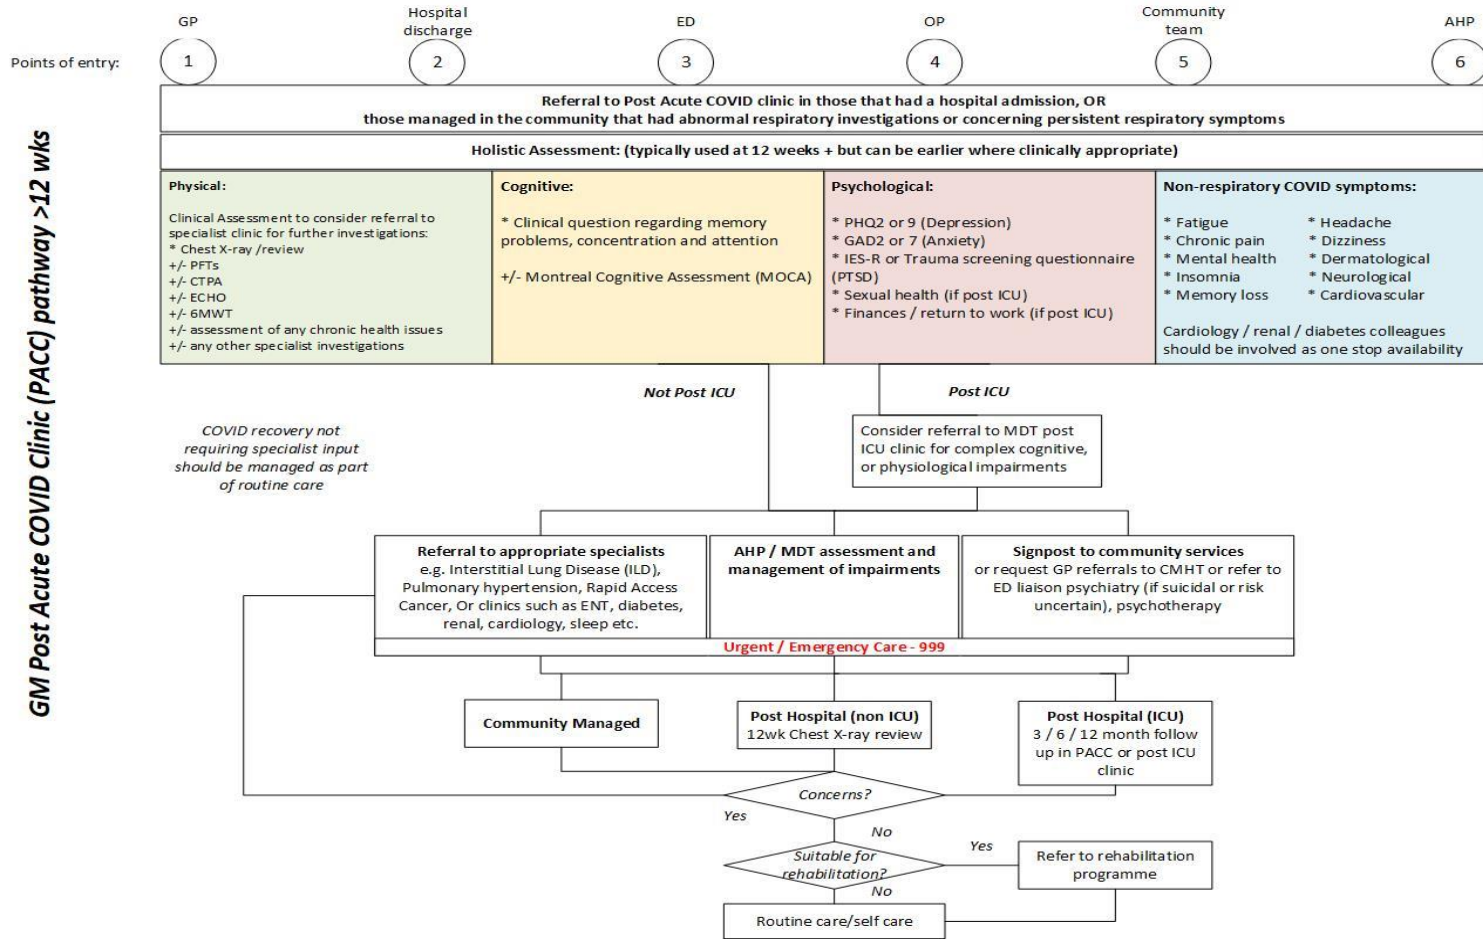 GP
Hospital
discharge
ED
OP
Community
team
AHP
Points of entry:
1
2
3
4
5
6
GM Post Acute COVID Clinic (PACC) pathway >12 wks
Referral to Post Acute COVID clinic in those that had a hospital admission, OR
those managed in the community that had abnormal respiratory investigations or concerning persistent respiratory symptoms
Holistic Assessment: (typically used at 12 weeks + but can be earlier where clinically appropriate)
Physical:
Clinical Assessment to consider referral to
specialist clinic for further investigations:
* Chest X-ray /review
+/- PFTs
+/- CTPA
+/- ECHO
+/- 6MWT
+/- assessment of any chronic health issues
+/- any other specialist investigations
Cognitive:
* Clinical question regarding memory
problems, concentration and attention
+/- Montreal Cognitive Assessment (MOCA)
Psychological:
* PHQ2 or 9 (Depression)
* GAD2 or 7 (Anxiety)
* IES-R or Trauma screening questionnaire
(PTSD)
* Sexual health (if post ICU)
* Finances / return to work (if post ICU)
Non-respiratory COVID symptoms:
* Fatigue
* Chronic pain
* Mental health
* Insomnia
* Memory loss
* Headache
* Dizziness
* Dermatological
* Neurological
* Cardiovascular
Cardiology / renal / diabetes colleagues
should be involved as one stop availability
Not Post ICU
Post ICU
COVID recovery not
requiring specialist input
should be managed as part
of routine care
Consider referral to MDT post
ICU clinic for complex cognitive,
or physiological impairments
Referral to appropriate specialists
e.g. Interstitial Lung Disease (ILD),
Pulmonary hypertension, Rapid Access
Cancer, Or clinics such as ENT, diabetes,
renal, cardiology, sleep etc.
AHP / MDT assessment and
management of impairments
Signpost to community services
or request GP referrals to CMHT or refer to
ED liaison psychiatry (if suicidal or risk
uncertain), psychotherapy
Urgent / Emergency Care - 999
Community Managed
Post Hospital (non ICU)
12wk Chest X-ray review
Post Hospital (ICU)
3 / 6 / 12 month follow
up in PACC or post ICU
clinic
Concerns?
Yes
No
Suitable for
rehabilitation?
Yes
Refer to rehabilitation
programme
No
Routine care/self care